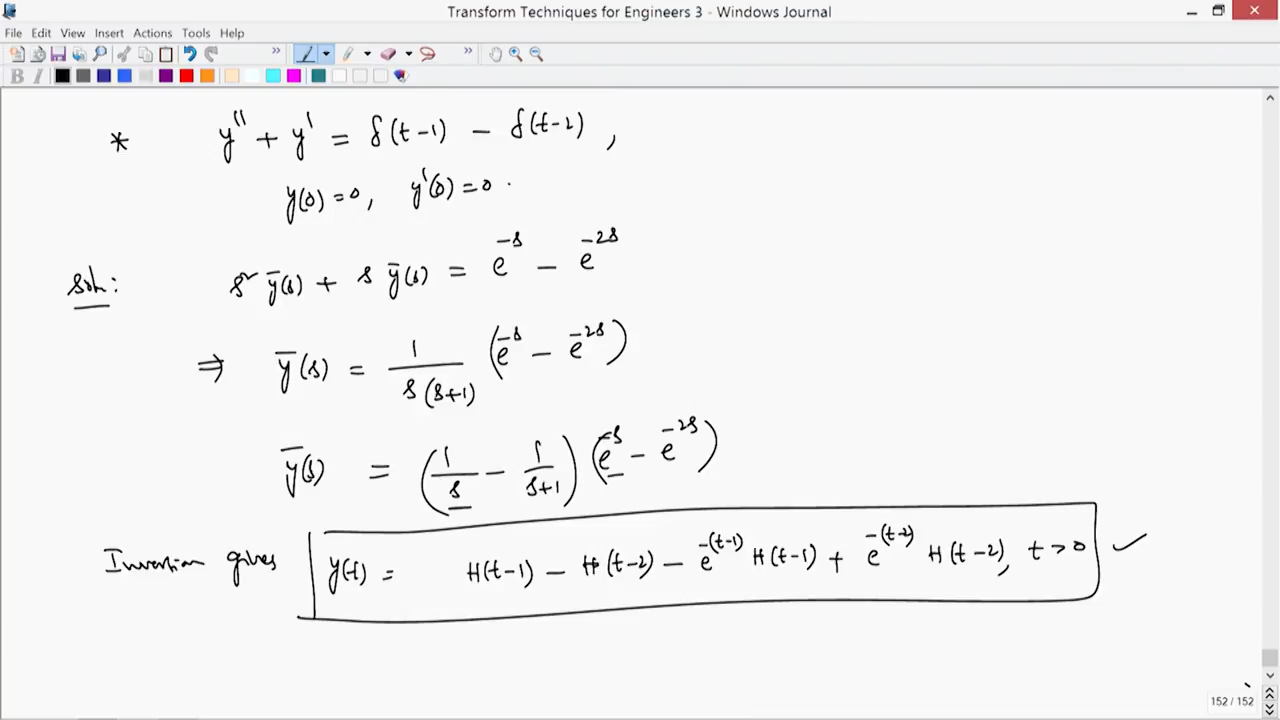 Transform Techniques for Engineers 3 - Windows Journal
File Edit View Insert Actions Tools Help
B I
* y'' + y' = δ(t-1) - δ(t-2),
y(0) = 0, y'(0) = 0.
Soln: s² ȳ(s) + s ȳ(s) = e^{-s} - e^{-2s}
⇒ ȳ(s) = 1/(s(s+1)) (e^{-s} - e^{-2s})
ȳ(s) = (1/s - 1/(s+1)) (e^{-s} - e^{-2s})
Inversion gives y(t) = H(t-1) - H(t-2) - e^{-(t-1)} H(t-1) + e^{-(t-2)} H(t-2), t>0 ✓
152 / 152